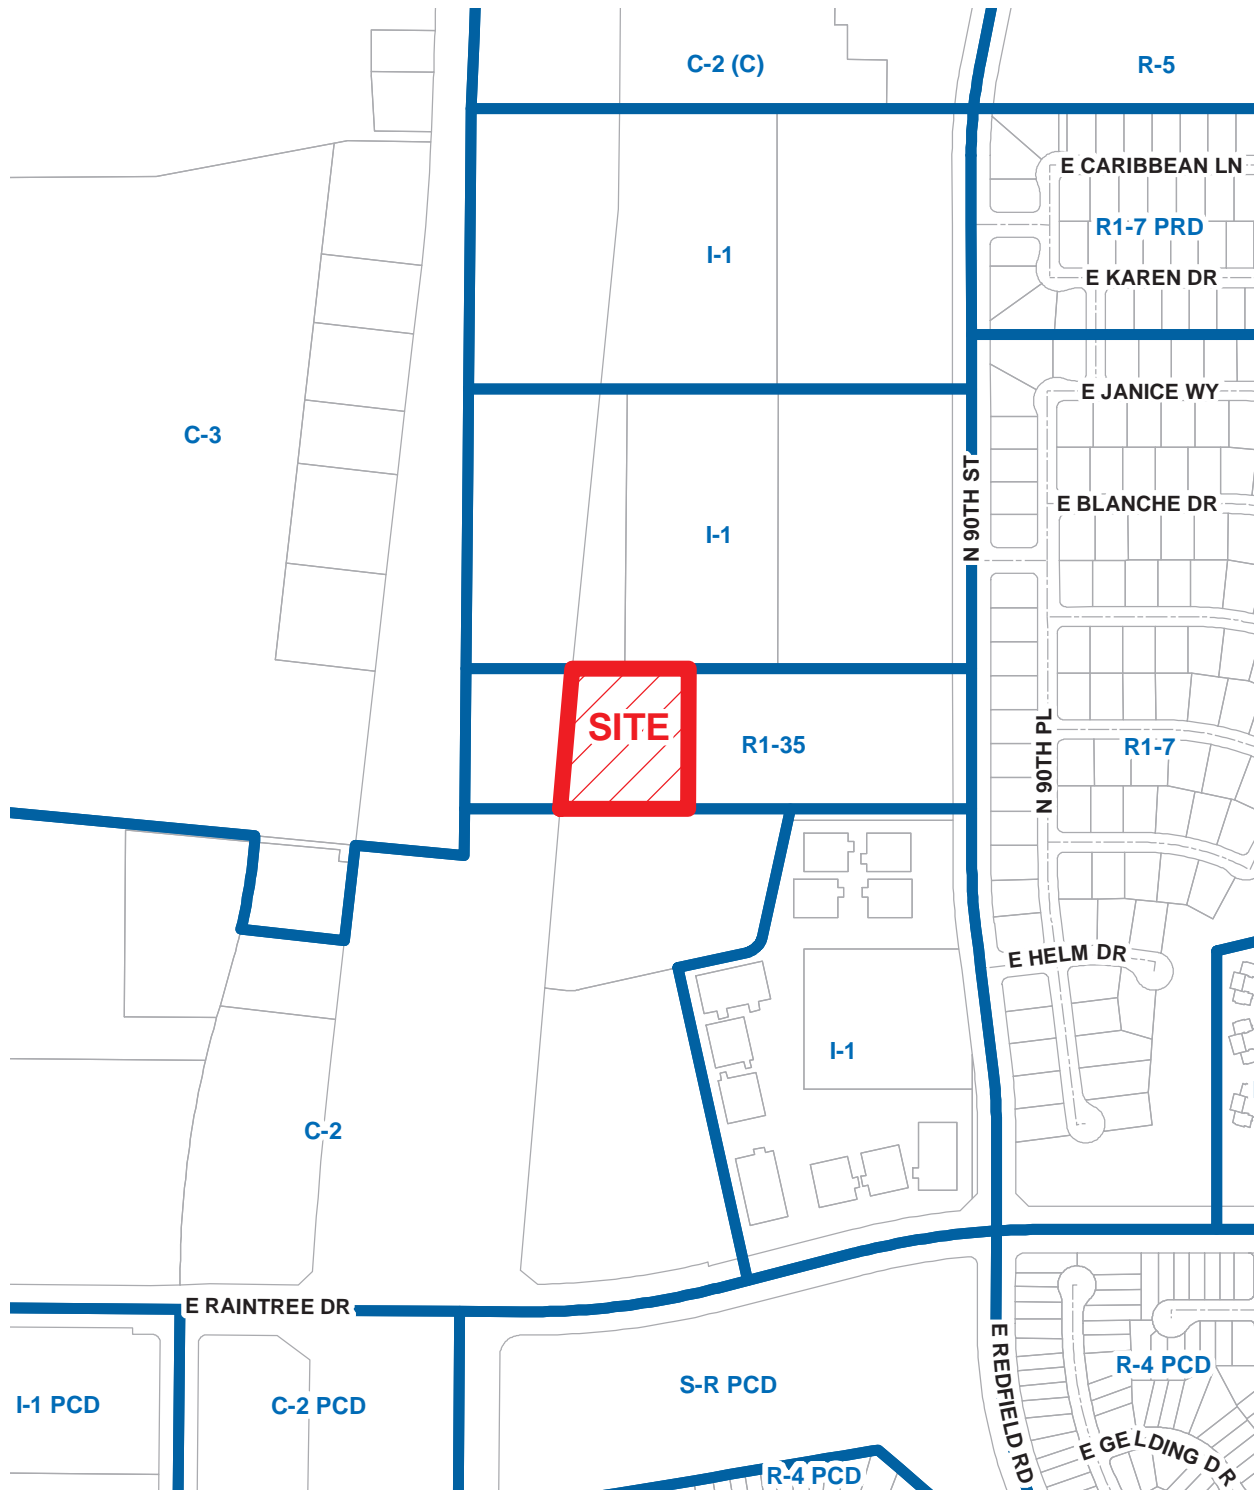 C-2 (C)
R-5
E CARIBBEAN LN
R1-7 PRD
I-1
E KAREN DR
E JANICE WY
C-3
N 90TH ST
E BLANCHE DR
I-1
SITE
R1-35
N 90TH PL
R1-7
E HELM DR
I-1
C-2
E RAINTREE DR
E REDFIELD RD
R-4 PCD
S-R PCD
I-1 PCD
C-2 PCD
E GELDING DR
R-4 PCD